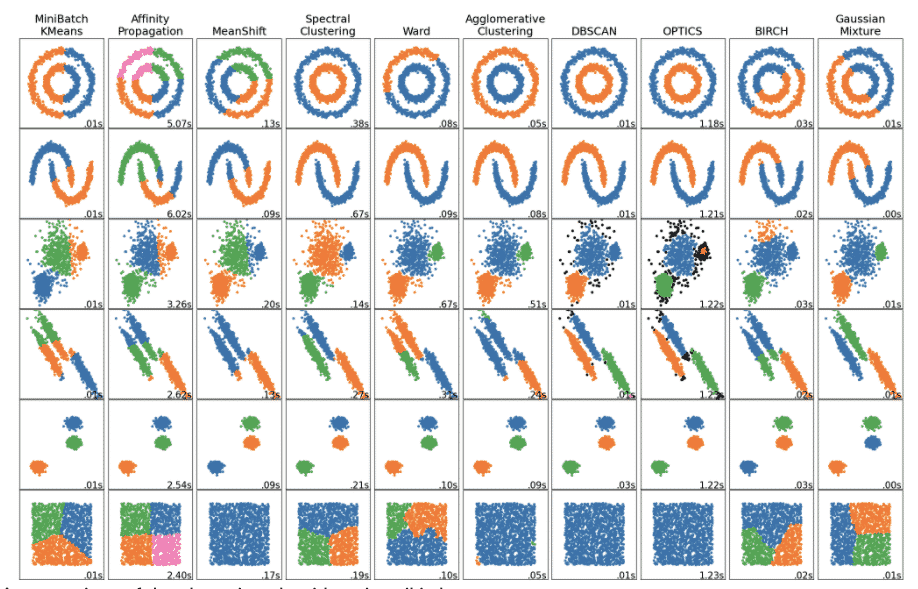 MiniBatch
KMeans
Affinity
Propagation
MeanShift
Spectral
Clustering
Ward
Agglomerative
Clustering
DBSCAN
OPTICS
BIRCH
Gaussian
Mixture
.01s 5.07s .13s .38s .08s .05s .01s 1.18s .03s .01s
.01s 6.02s .09s .67s .09s .08s .01s 1.21s .02s .00s
.01s 3.26s .20s .14s .67s .51s .01s 1.22s .03s .01s
.01s 2.62s .13s .27s .24s .01s .02s .01s
.01s 2.54s .09s .21s .10s .09s .03s 1.22s .03s .00s
.01s 2.40s .17s .19s .10s .05s .01s 1.23s .02s .01s